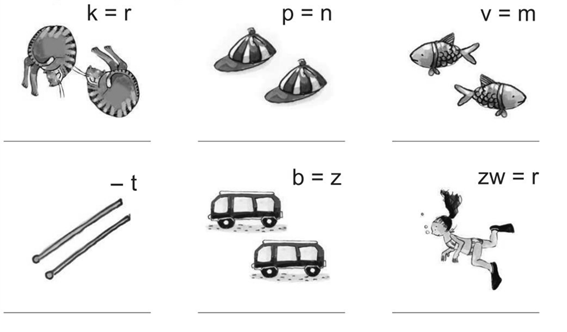 k = r
p = n
v = m
– t
b = z
zw = r